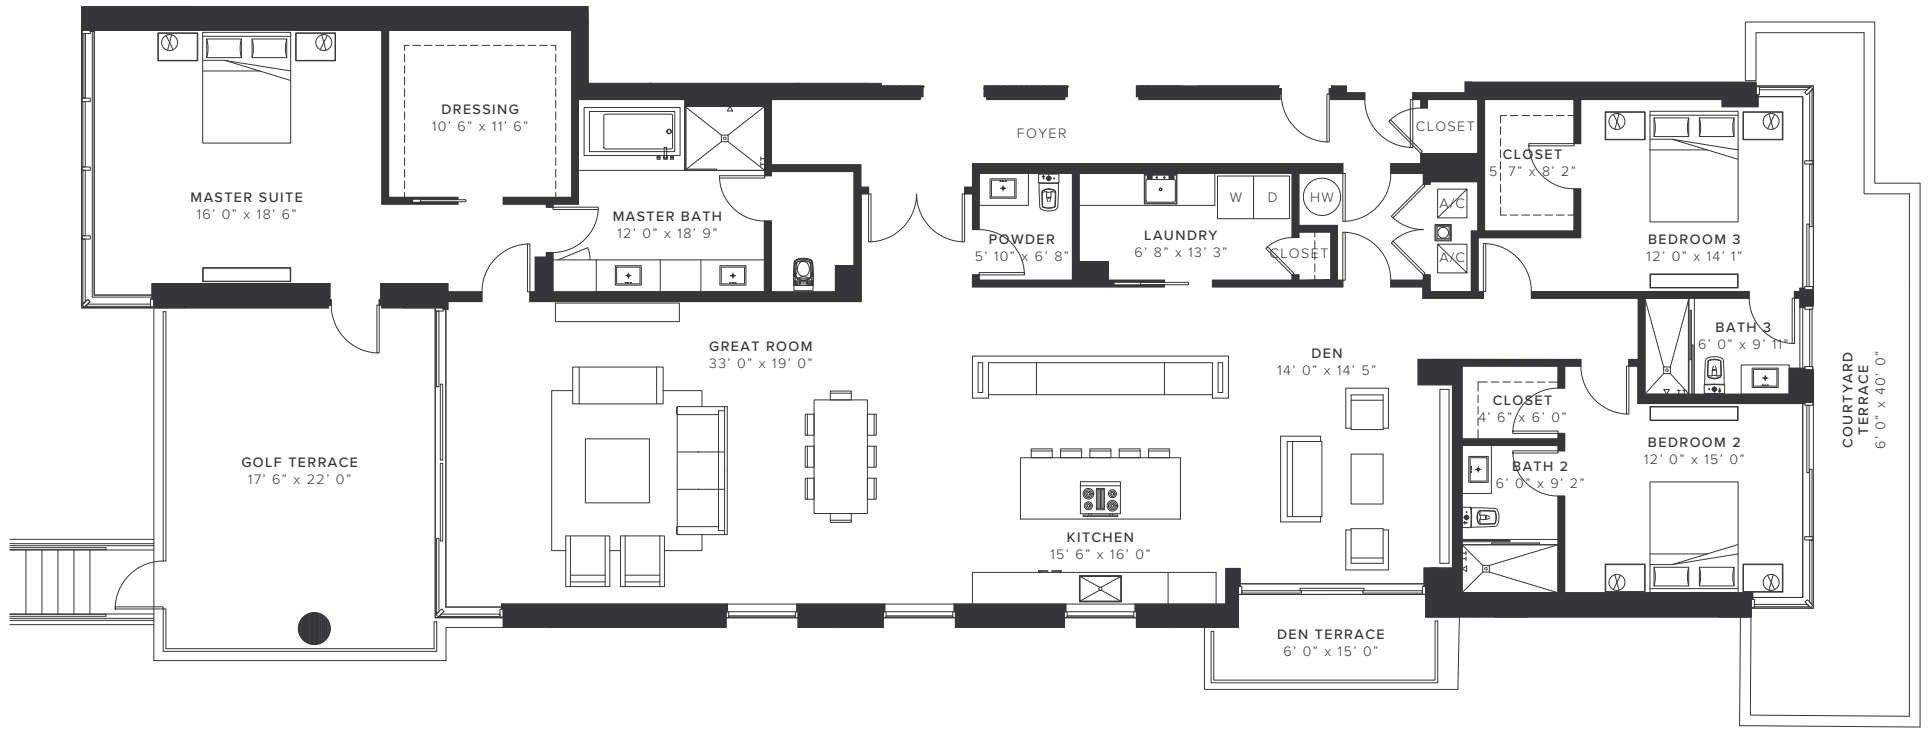 DRESSING
10' 6" x 11' 6"
MASTER SUITE
16' 0" x 18' 6"
MASTER BATH
12' 0" x 18' 9"
FOYER
CLOSET
CLOSET
5' 7" x 8' 2"
POWDER
5' 10" x 6' 8"
W
D
LAUNDRY
6' 8" x 13' 3"
HW
CLOSET
A/C
A/C
BEDROOM 3
12' 0" x 14' 1"
GREAT ROOM
33' 0" x 19' 0"
DEN
14' 0" x 14' 5"
BATH 3
6' 0" x 9' 11"
COURTYARD
TERRACE
6' 0" x 40' 0"
CLOSET
4' 6" x 6' 0"
BEDROOM 2
12' 0" x 15' 0"
BATH 2
6' 0" x 9' 2"
GOLF TERRACE
17' 6" x 22' 0"
KITCHEN
15' 6" x 16' 0"
DEN TERRACE
6' 0" x 15' 0"